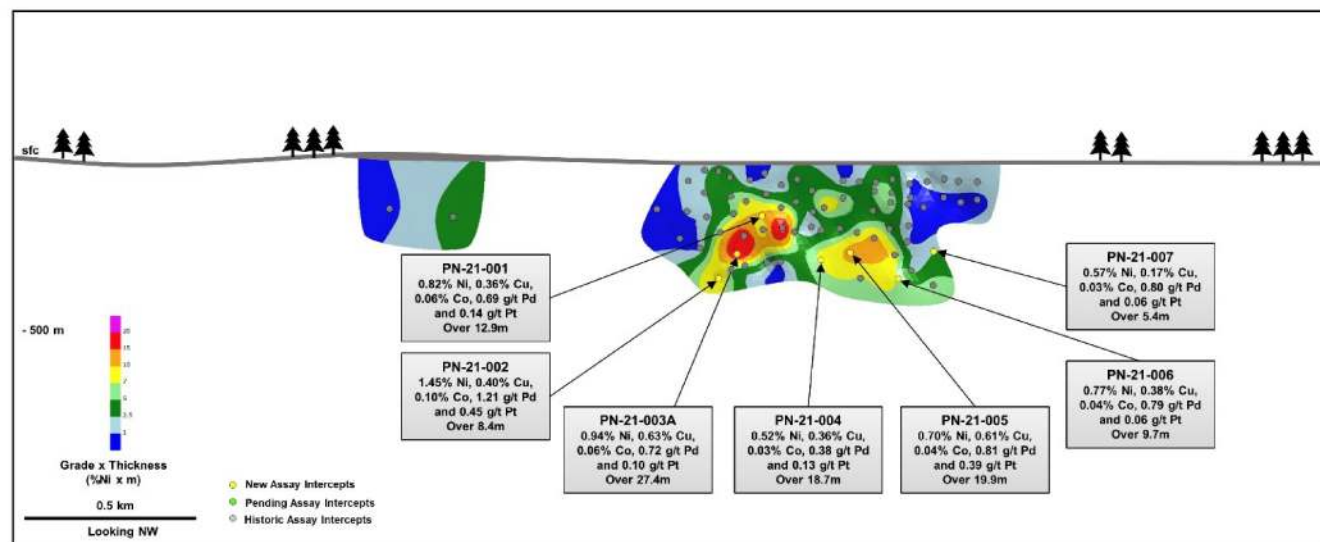 sfc
- 500 m
PN-21-001
0.82% Ni, 0.36% Cu,
0.06% Co, 0.69 g/t Pd
and 0.14 g/t Pt
Over 12.9m
PN-21-002
1.45% Ni, 0.40% Cu,
0.10% Co, 1.21 g/t Pd
and 0.45 g/t Pt
Over 8.4m
PN-21-003A
0.94% Ni, 0.63% Cu,
0.06% Co, 0.72 g/t Pd
and 0.10 g/t Pt
Over 27.4m
PN-21-004
0.52% Ni, 0.36% Cu,
0.03% Co, 0.38 g/t Pd
and 0.13 g/t Pt
Over 18.7m
PN-21-005
0.70% Ni, 0.61% Cu,
0.04% Co, 0.81 g/t Pd
and 0.39 g/t Pt
Over 19.9m
PN-21-006
0.77% Ni, 0.38% Cu,
0.04% Co, 0.79 g/t Pd
and 0.06 g/t Pt
Over 9.7m
PN-21-007
0.57% Ni, 0.17% Cu,
0.03% Co, 0.80 g/t Pd
and 0.06 g/t Pt
Over 5.4m
20
15
10
7
5
2.5
1
Grade x Thickness
(%Ni x m)
0.5 km
Looking NW
New Assay Intercepts
Pending Assay Intercepts
Historic Assay Intercepts